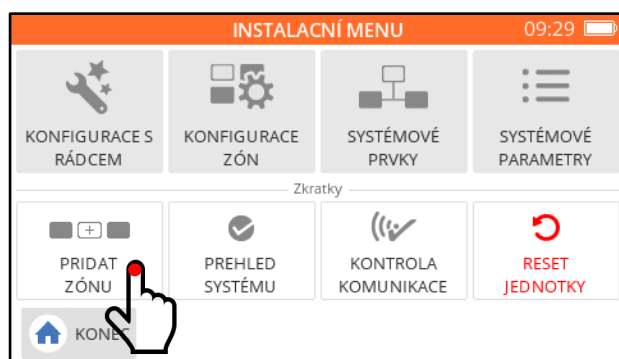 INSTALACNÍ MENU
09:29
KONFIGURACE S
RÁDCEM
KONFIGURACE
ZÓN
SYSTÉMOVÉ
PRVKY
SYSTÉMOVÉ
PARAMETRY
Zkratky
PRIDAT
ZÓNU
PREHLED
SYSTÉMU
KONTROLA
KOMUNIKACE
RESET
JEDNOTKY
KONEC